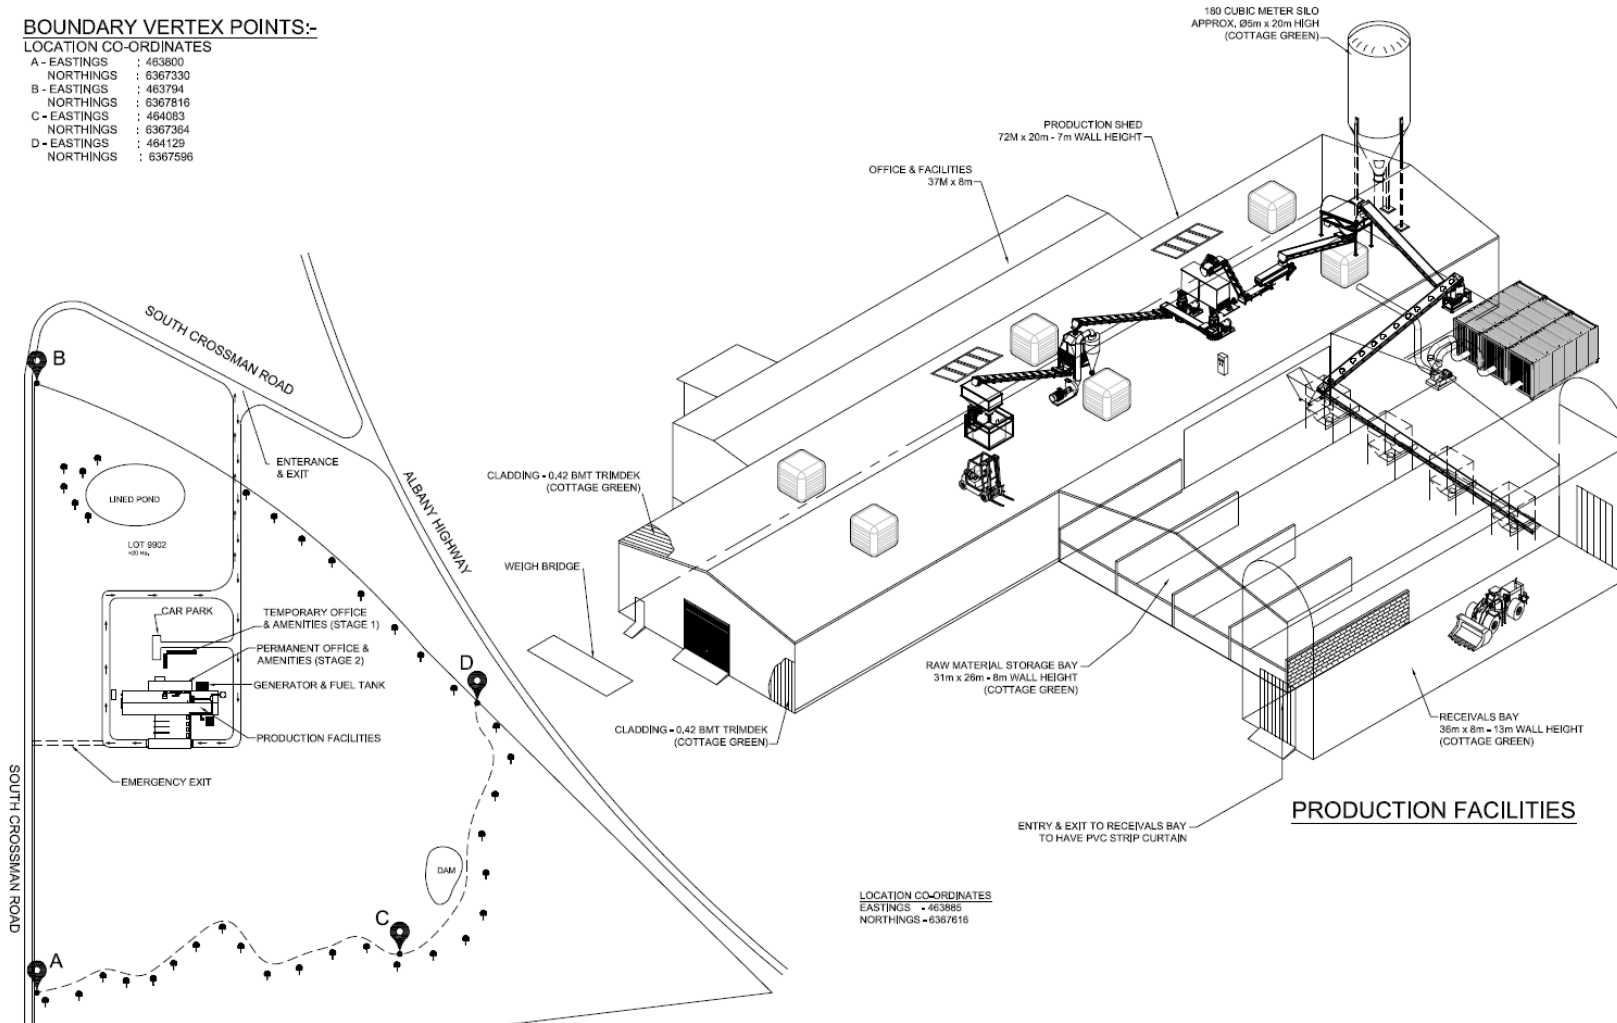 BOUNDARY VERTEX POINTS:-
LOCATION CO-ORDINATES
A - EASTINGS : 463800
NORTHINGS : 6367330
B - EASTINGS : 463794
NORTHINGS : 6367816
C - EASTINGS : 464083
NORTHINGS : 6367364
D - EASTINGS : 464129
NORTHINGS : 6367596
SOUTH CROSSMAN ROAD
B
ENTERANCE
& EXIT
ALBANY HIGHWAY
LINED POND
LOT 9902
≈20 Ha.
CAR PARK
TEMPORARY OFFICE
& AMENITIES (STAGE 1)
PERMANENT OFFICE &
AMENITIES (STAGE 2)
GENERATOR & FUEL TANK
D
PRODUCTION FACILITIES
EMERGENCY EXIT
SOUTH CROSSMAN ROAD
DAM
C
A
180 CUBIC METER SILO
APPROX, Ø5m x 20m HIGH
(COTTAGE GREEN)
PRODUCTION SHED
72M x 20m - 7m WALL HEIGHT
OFFICE & FACILITIES
37M x 8m
CLADDING - 0.42 BMT TRIMDEK
(COTTAGE GREEN)
WEIGH BRIDGE
CLADDING - 0.42 BMT TRIMDEK
(COTTAGE GREEN)
RAW MATERIAL STORAGE BAY
31m x 26m - 8m WALL HEIGHT
(COTTAGE GREEN)
RECEIVALS BAY
36m x 8m - 13m WALL HEIGHT
(COTTAGE GREEN)
ENTRY & EXIT TO RECEIVALS BAY
TO HAVE PVC STRIP CURTAIN
PRODUCTION FACILITIES
LOCATION CO-ORDINATES
EASTINGS - 463885
NORTHINGS - 6367616